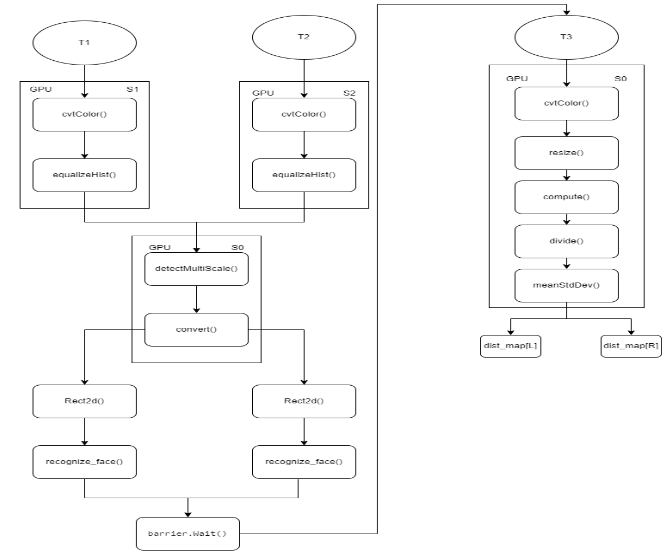 T1
GPU S1
cvtColor()
equalizeHist()
T2
GPU S2
cvtColor()
equalizeHist()
GPU S0
detectMultiScale()
convert()
Rect2d()
Rect2d()
recognize_face()
recognize_face()
barrier.Wait()
T3
GPU S0
cvtColor()
resize()
compute()
divide()
meanStdDev()
dist_map[L]
dist_map[R]